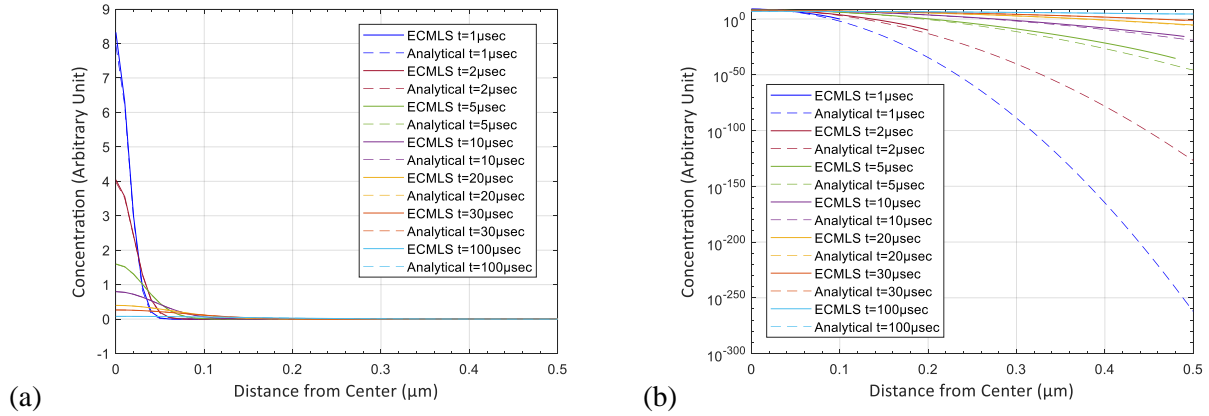 9
8
7
6
5
4
3
2
1
0
-1
Concentration (Arbitrary Unit)
ECMLS t=1μsec
Analytical t=1μsec
ECMLS t=2μsec
Analytical t=2μsec
ECMLS t=5μsec
Analytical t=5μsec
ECMLS t=10μsec
Analytical t=10μsec
ECMLS t=20μsec
Analytical t=20μsec
ECMLS t=30μsec
Analytical t=30μsec
ECMLS t=100μsec
Analytical t=100μsec
0 0.1 0.2 0.3 0.4 0.5
Distance from Center (μm)
(a)
10^0
10^-50
10^-100
10^-150
10^-200
10^-250
10^-300
Concentration (Arbitrary Unit)
ECMLS t=1μsec
Analytical t=1μsec
ECMLS t=2μsec
Analytical t=2μsec
ECMLS t=5μsec
Analytical t=5μsec
ECMLS t=10μsec
Analytical t=10μsec
ECMLS t=20μsec
Analytical t=20μsec
ECMLS t=30μsec
Analytical t=30μsec
ECMLS t=100μsec
Analytical t=100μsec
0 0.1 0.2 0.3 0.4 0.5
Distance from Center (μm)
(b)